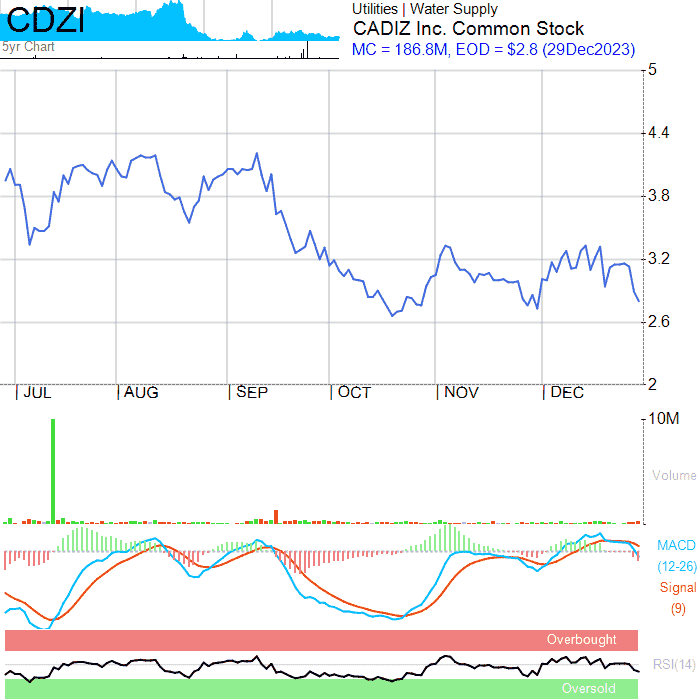 CDZI
5yr Chart
Utilities | Water Supply
CADIZ Inc. Common Stock
MC = 186.8M, EOD = $2.8 (29Dec2023)
5
4.4
3.8
3.2
2.6
2
JUL AUG SEP OCT NOV DEC
10M
Volume
MACD
(12-26)
Signal
(9)
Overbought
RSI(14)
Oversold